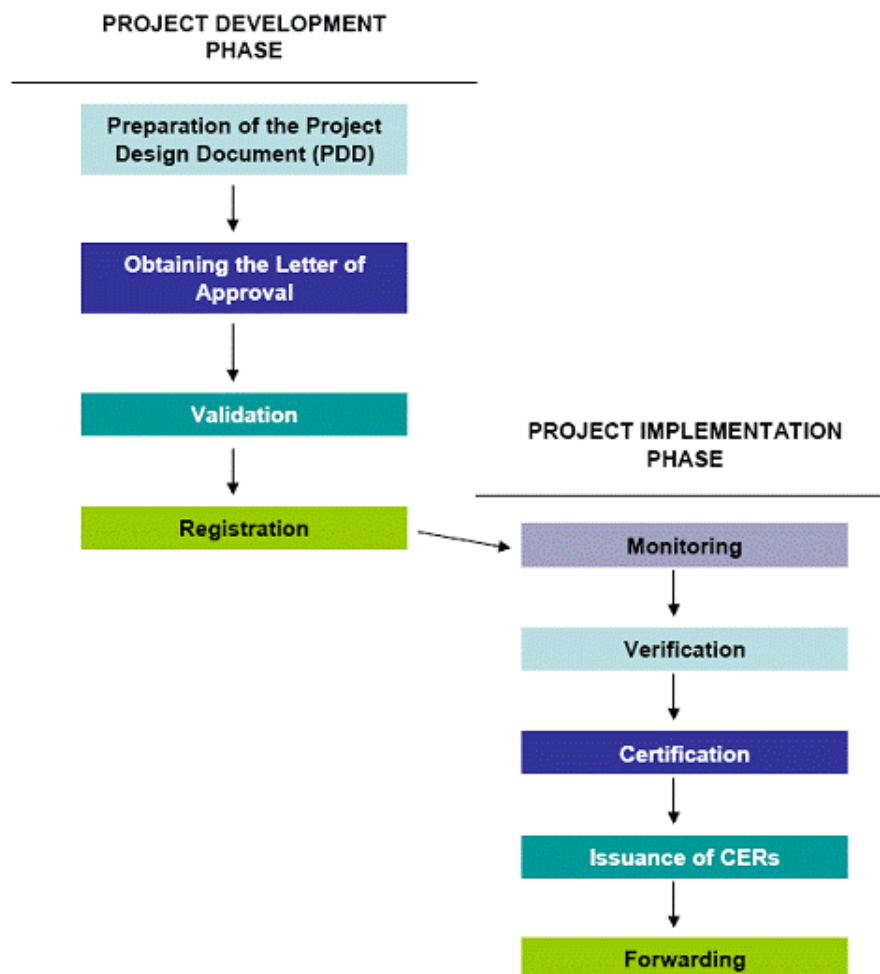 PROJECT DEVELOPMENT
PHASE
Preparation of the Project
Design Document (PDD)
Obtaining the Letter of
Approval
Validation
Registration
PROJECT IMPLEMENTATION
PHASE
Monitoring
Verification
Certification
Issuance of CERs
Forwarding